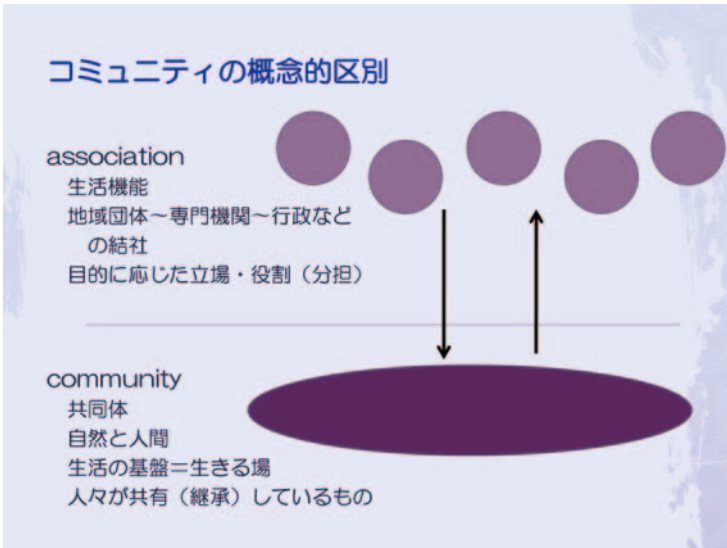 コミュニティの概念的区別
association
生活機能
地域団体～専門機関～行政など
の結社
目的に応じた立場・役割（分担）
community
共同体
自然と人間
生活の基盤＝生きる場
人々が共有（継承）しているもの